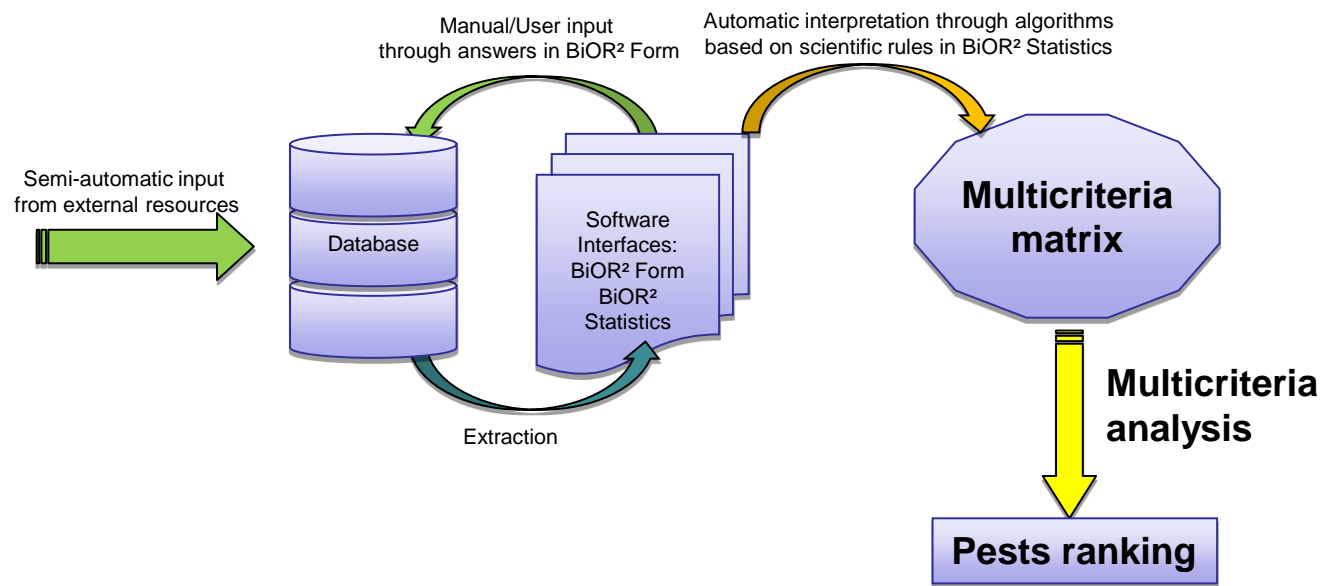 Manual/User input
through answers in BiOR² Form
Automatic interpretation through algorithms
based on scientific rules in BiOR² Statistics
Semi-automatic input
from external resources
Database
Software
Interfaces:
BiOR² Form
BiOR²
Statistics
Multicriteria
matrix
Extraction
Multicriteria
analysis
Pests ranking